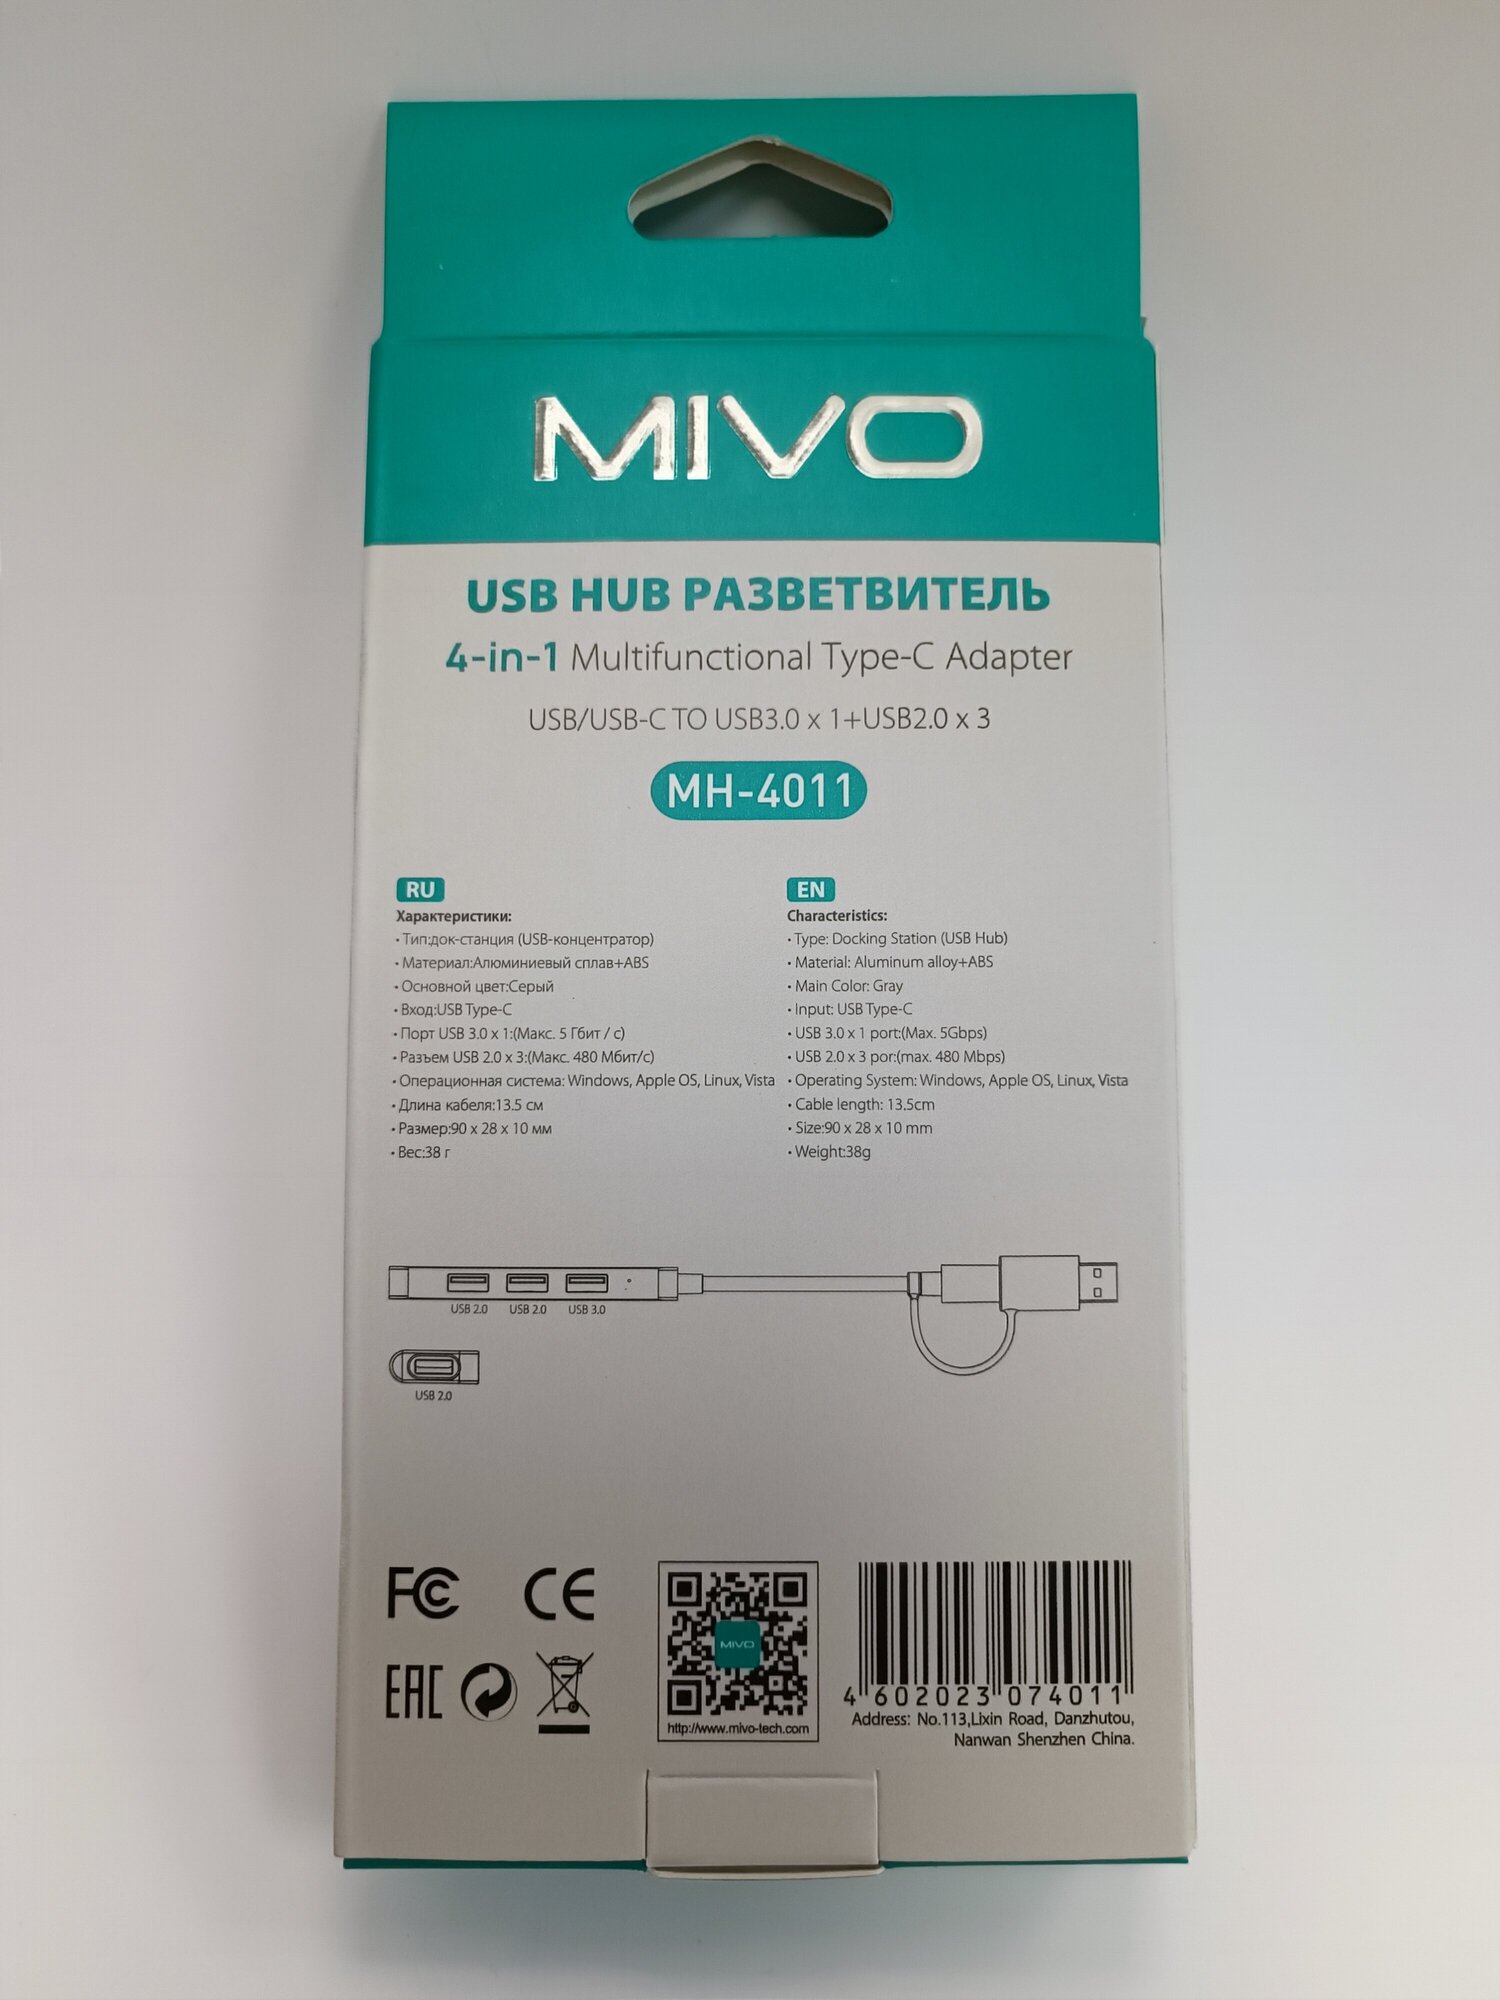 MIVO
USB HUB РАЗВЕТВИТЕЛЬ
4-in-1 Multifunctional Type-C Adapter
USB/USB-C TO USB3.0 x 1+USB2.0 x 3
MH-4011
RU
Характеристики:
• Тип:док-станция (USB-концентратор)
• Материал:Алюминиевый сплав+ABS
• Основной цвет:Серый
• Вход:USB Type-C
• Порт USB 3.0 x 1:(Макс. 5 Гбит / с)
• Разъем USB 2.0 x 3:(Макс. 480 Мбит/с)
• Операционная система: Windows, Apple OS, Linux, Vista
• Длина кабеля:13.5 см
• Размер:90 x 28 x 10 мм
• Вес:38 г
EN
Characteristics:
• Type: Docking Station (USB Hub)
• Material: Aluminum alloy+ABS
• Main Color: Gray
• Input: USB Type-C
• USB 3.0 x 1 port:(Max. 5Gbps)
• USB 2.0 x 3 por:(max. 480 Mbps)
• Operating System: Windows, Apple OS, Linux, Vista
• Cable length: 13.5cm
• Size:90 x 28 x 10 mm
• Weight:38g
USB 2.0 USB 2.0 USB 3.0
USB 2.0
FC CE
EAC
MIVO
http://www.mivo-tech.com
4 602023 074011
Address: No.113,Lixin Road, Danzhutou,
Nanwan Shenzhen China.